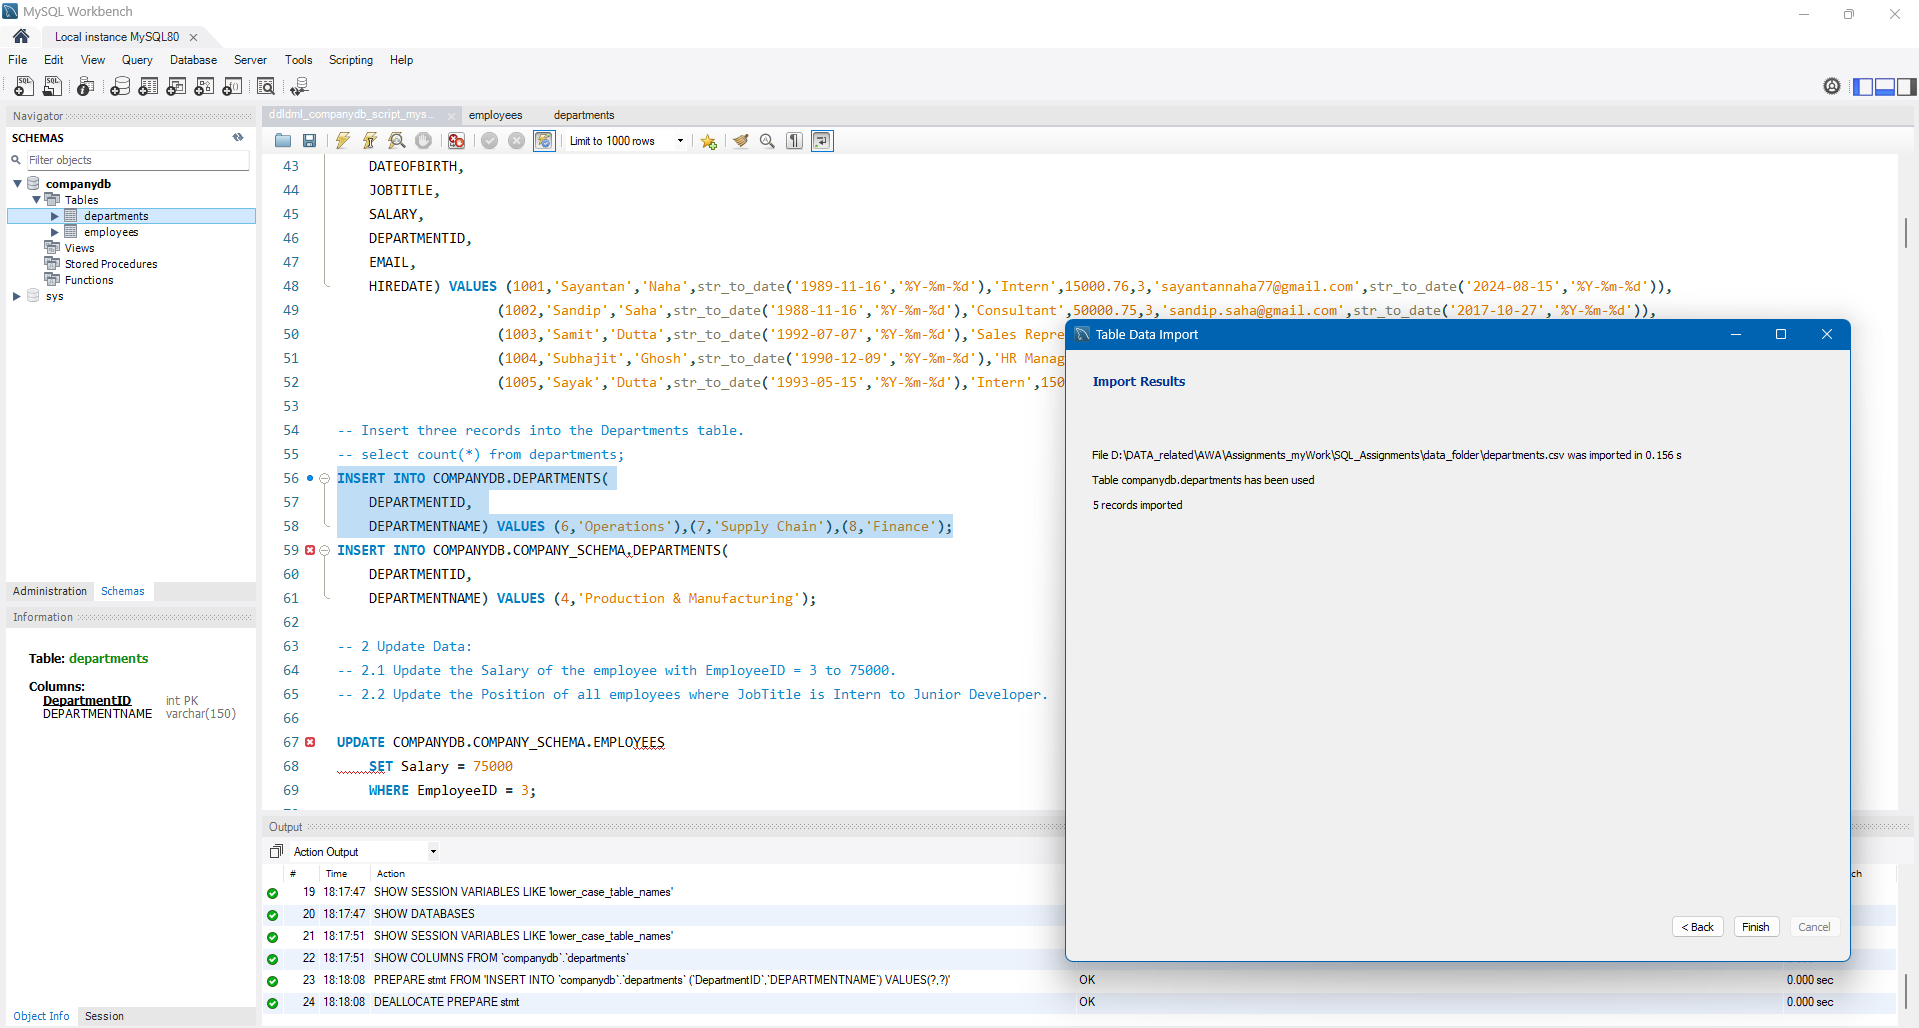 MySQL Workbench
Local instance MySQL80
File Edit View Query Database Server Tools Scripting Help
Navigator
SCHEMAS
Filter objects
companydb
Tables
departments
employees
Views
Stored Procedures
Functions
sys
Administration Schemas
Information
Table: departments
Columns:
DepartmentID int PK
DEPARTMENTNAME varchar(150)
Object Info Session
ddldml_companydb_script_mys... employees departments
Limit to 1000 rows
43 DATEOFBIRTH,
44 JOBTITLE,
45 SALARY,
46 DEPARTMENTID,
47 EMAIL,
48 HIREDATE) VALUES (1001,'Sayantan','Naha',str_to_date('1989-11-16','%Y-%m-%d'),'Intern',15000.76,3,'sayantannaha77@gmail.com',str_to_date('2024-08-15','%Y-%m-%d')),
49 (1002,'Sandip','Saha',str_to_date('1988-11-16','%Y-%m-%d'),'Consultant',50000.75,3,'sandip.saha@gmail.com',str_to_date('2017-10-27','%Y-%m-%d')),
50 (1003,'Samit','Dutta',str_to_date('1992-07-07','%Y-%m-%d'),'Sales Repre
51 (1004,'Subhajit','Ghosh',str_to_date('1990-12-09','%Y-%m-%d'),'HR Manag
52 (1005,'Sayak','Dutta',str_to_date('1993-05-15','%Y-%m-%d'),'Intern',150
53
54 -- Insert three records into the Departments table.
55 -- select count(*) from departments;
56 INSERT INTO COMPANYDB.DEPARTMENTS(
57 DEPARTMENTID,
58 DEPARTMENTNAME) VALUES (6,'Operations'),(7,'Supply Chain'),(8,'Finance');
59 INSERT INTO COMPANYDB.COMPANY_SCHEMA.DEPARTMENTS(
60 DEPARTMENTID,
61 DEPARTMENTNAME) VALUES (4,'Production & Manufacturing');
62
63 -- 2 Update Data:
64 -- 2.1 Update the Salary of the employee with EmployeeID = 3 to 75000.
65 -- 2.2 Update the Position of all employees where JobTitle is Intern to Junior Developer.
66
67 UPDATE COMPANYDB.COMPANY_SCHEMA.EMPLOYEES
68 SET Salary = 75000
69 WHERE EmployeeID = 3;
Table Data Import
Import Results
File D:\DATA_related\AWA\Assignments_myWork\SQL_Assignments\data_folder\departments.csv was imported in 0.156 s
Table companydb.departments has been used
5 records imported
< Back Finish Cancel
Output
Action Output
# Time Action ch
19 18:17:47 SHOW SESSION VARIABLES LIKE 'lower_case_table_names'
20 18:17:47 SHOW DATABASES
21 18:17:51 SHOW SESSION VARIABLES LIKE 'lower_case_table_names'
22 18:17:51 SHOW COLUMNS FROM `companydb`.`departments`
23 18:18:08 PREPARE stmt FROM 'INSERT INTO `companydb`.`departments` (`DepartmentID`,`DEPARTMENTNAME`) VALUES(?,?)' OK 0.000 sec
24 18:18:08 DEALLOCATE PREPARE stmt OK 0.000 sec